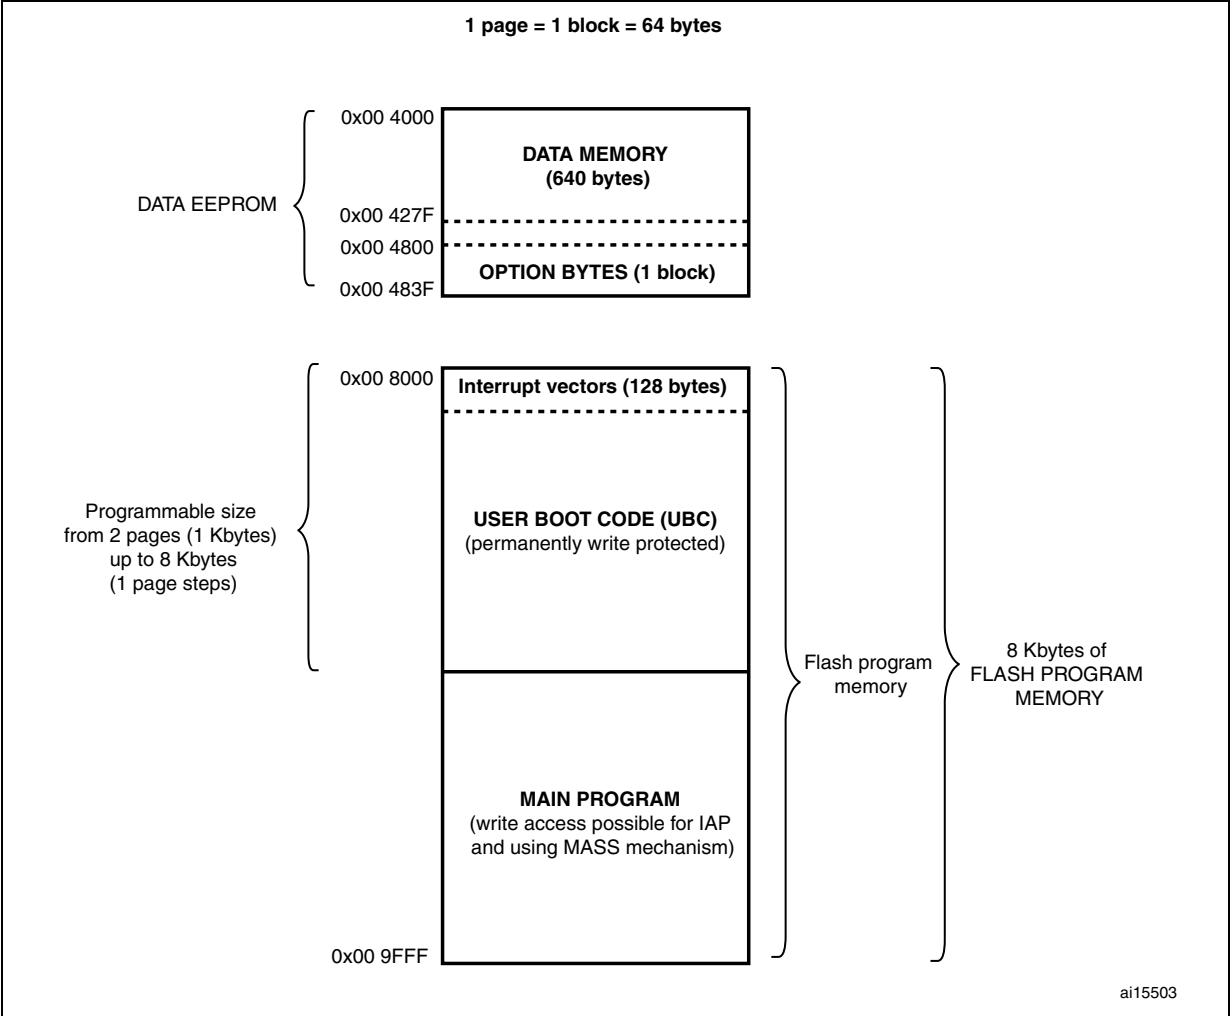 1 page = 1 block = 64 bytes
0x00 4000
DATA MEMORY
(640 bytes)
DATA EEPROM
0x00 427F
0x00 4800
OPTION BYTES (1 block)
0x00 483F
0x00 8000
Interrupt vectors (128 bytes)
Programmable size
from 2 pages (1 Kbytes)
up to 8 Kbytes
(1 page steps)
USER BOOT CODE (UBC)
(permanently write protected)
Flash program
memory
8 Kbytes of
FLASH PROGRAM
MEMORY
MAIN PROGRAM
(write access possible for IAP
and using MASS mechanism)
0x00 9FFF
ai15503